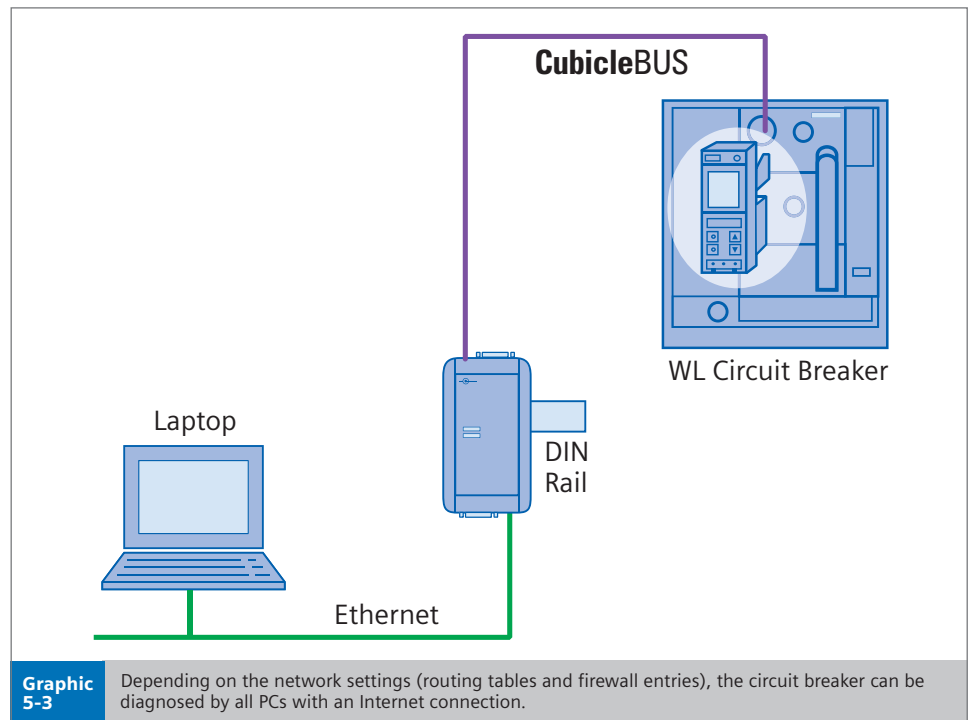 CubicleBUS
WL Circuit Breaker
Laptop
DIN
Rail
Ethernet
Graphic
5-3
Depending on the network settings (routing tables and firewall entries), the circuit breaker can be
diagnosed by all PCs with an Internet connection.